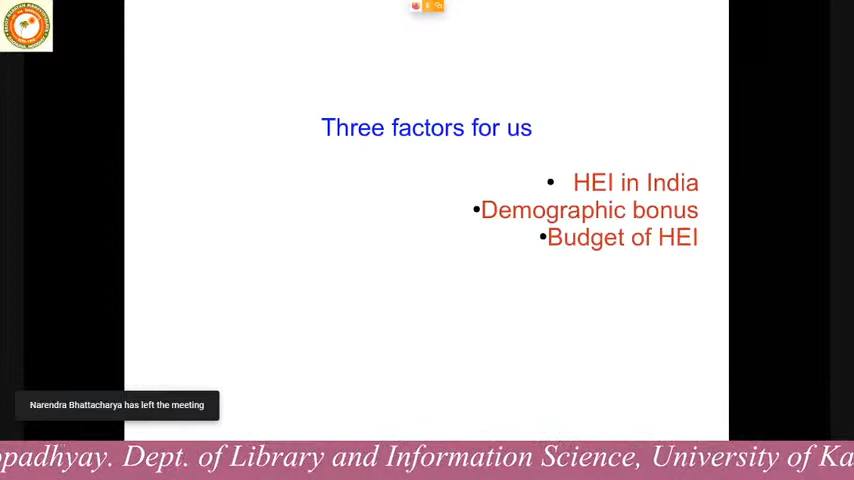 Three factors for us
• HEI in India
•Demographic bonus
•Budget of HEI
Narendra Bhattacharya has left the meeting
opadhyay. Dept. of Library and Information Science, University of Ka